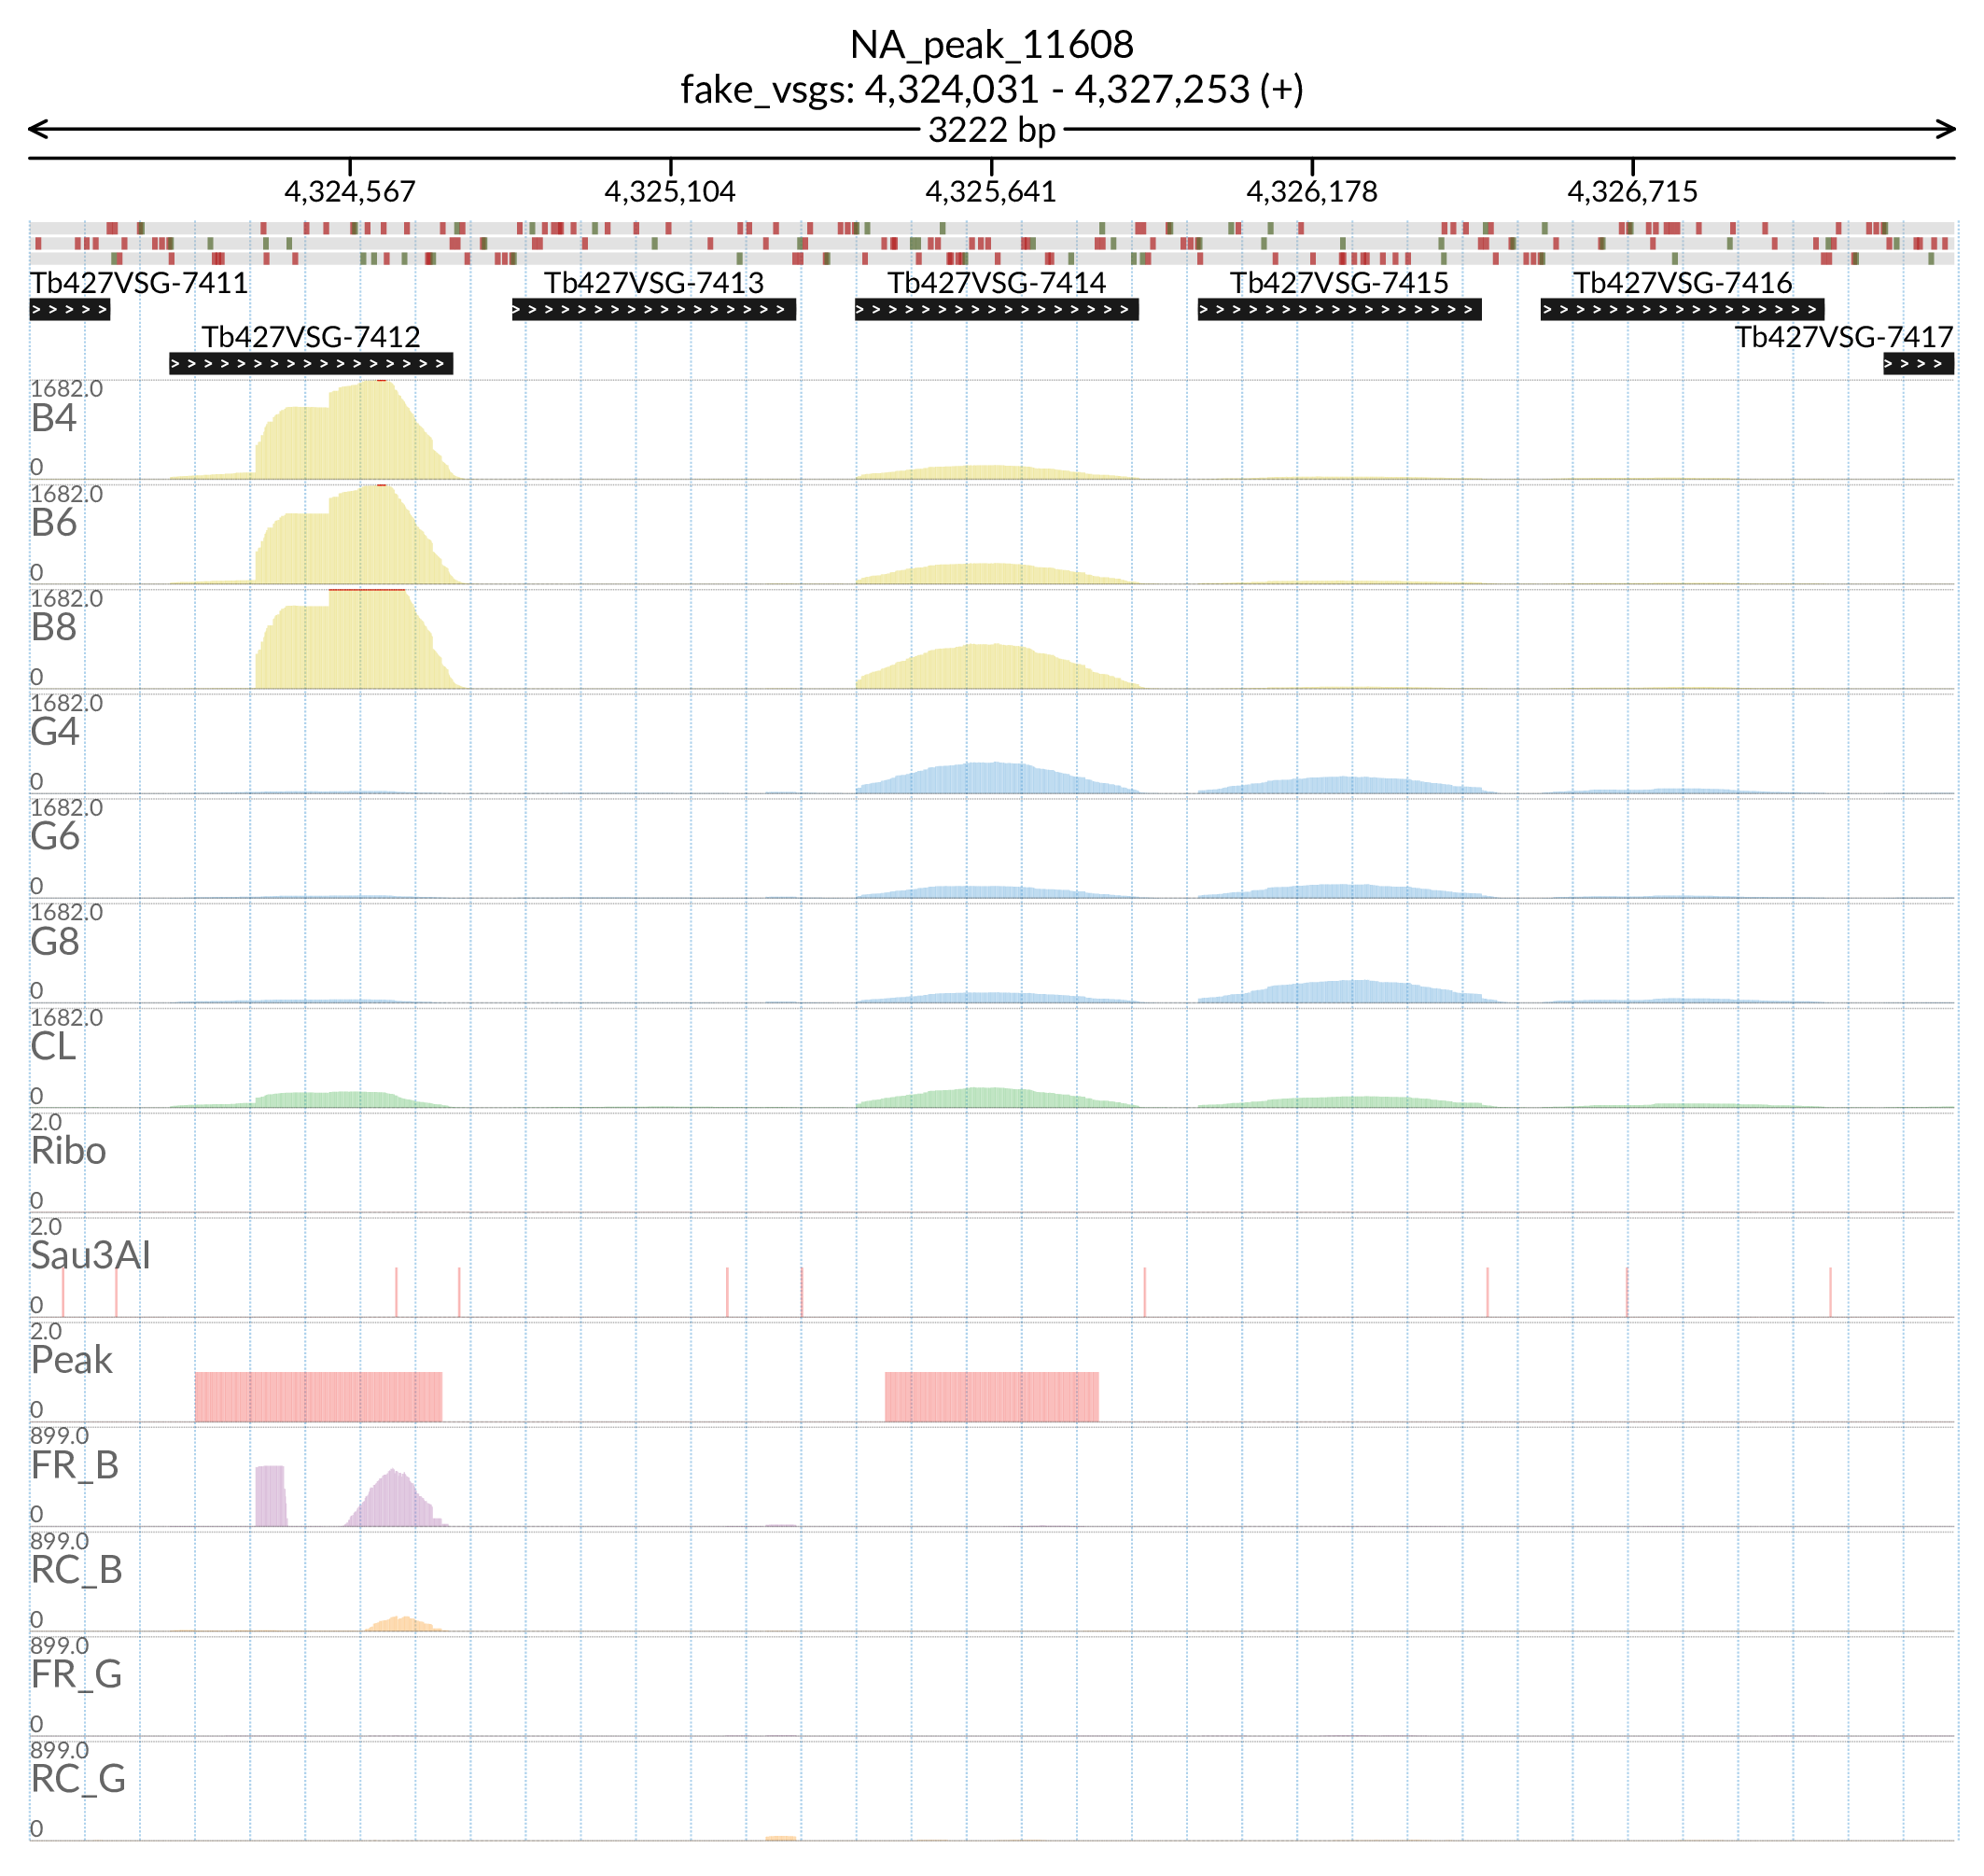 NA_peak_11608
fake_vsgs: 4,324,031 - 4,327,253 (+)
3222 bp
4,324,567 4,325,104 4,325,641 4,326,178 4,326,715
Tb427VSG-7411 Tb427VSG-7413 Tb427VSG-7414 Tb427VSG-7415 Tb427VSG-7416
Tb427VSG-7412 Tb427VSG-7417
1682.0
B4
0
1682.0
B6
0
1682.0
B8
0
1682.0
G4
0
1682.0
G6
0
1682.0
G8
0
1682.0
CL
0
2.0
Ribo
0
2.0
Sau3AI
0
2.0
Peak
0
899.0
FR_B
0
899.0
RC_B
0
899.0
FR_G
0
899.0
RC_G
0